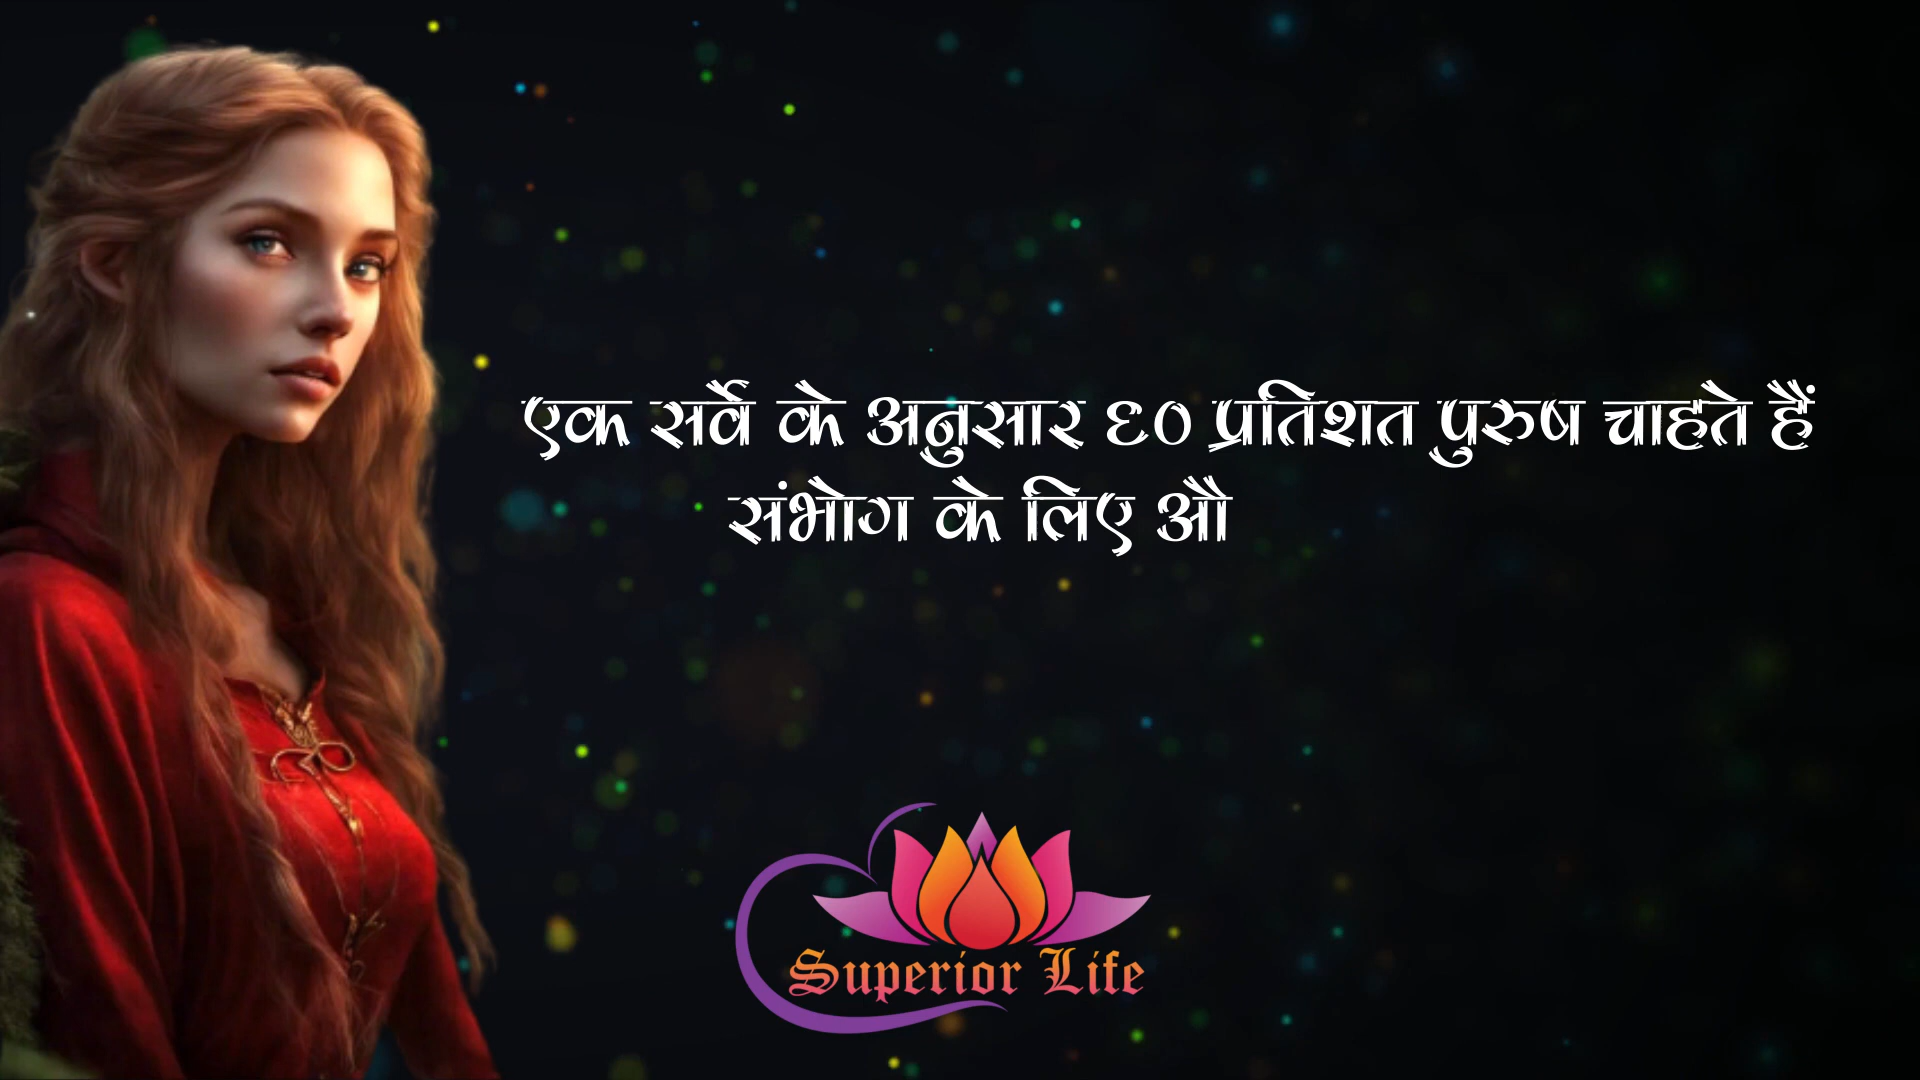 एक सर्वे के अनुसार ६० प्रतिशत पुरुष चाहते हैं
संभोग के लिए औ
Superior Life